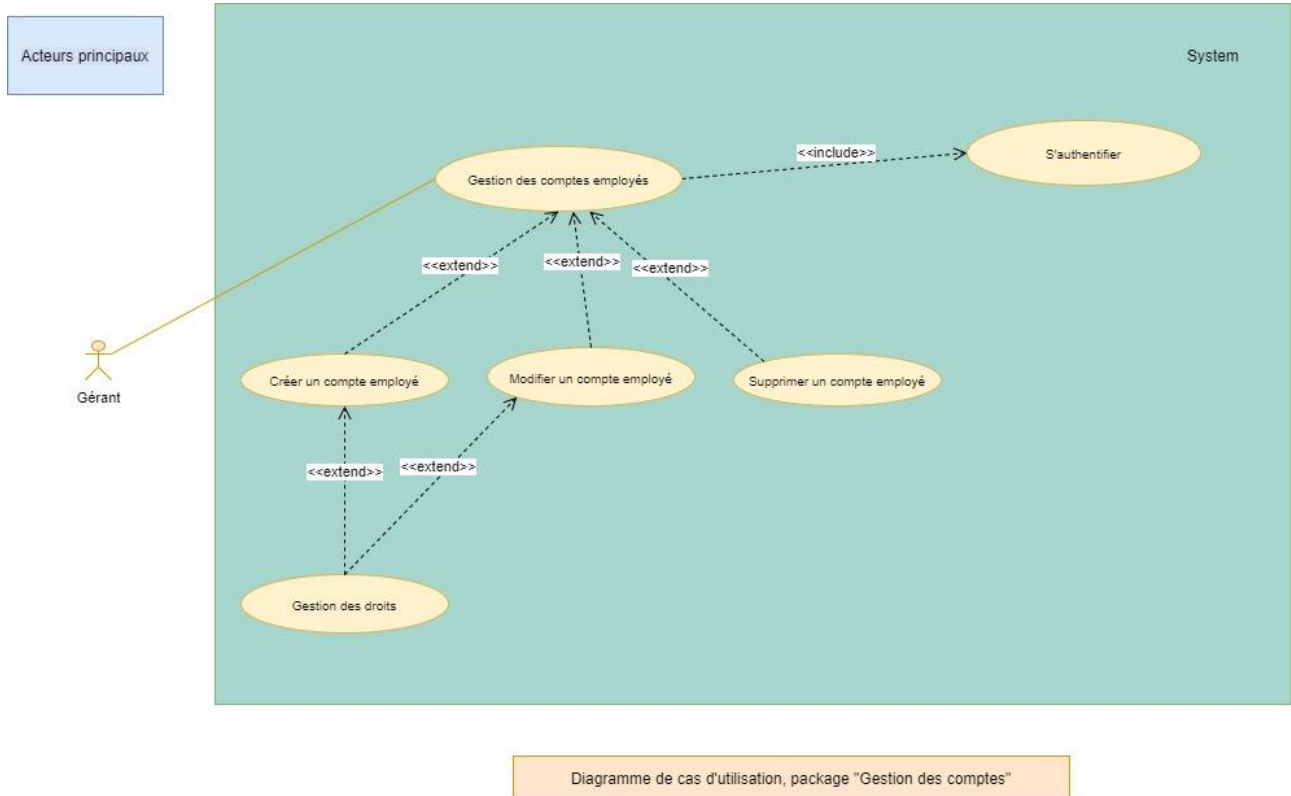 Acteurs principaux
System
S'authentifier
<<include>>
Gestion des comptes employés
<<extend>>
<<extend>>
<<extend>>
Gérant
Créer un compte employé
Modifier un compte employé
Supprimer un compte employé
<<extend>>
<<extend>>
Gestion des droits
Diagramme de cas d'utilisation, package "Gestion des comptes"